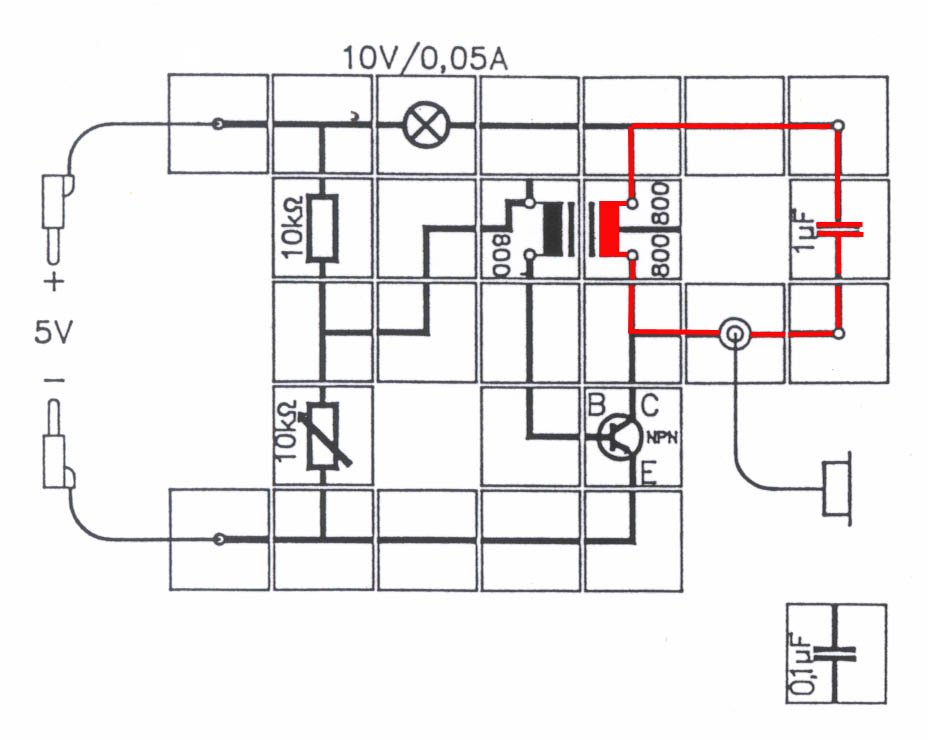 10V/0,05A
10kΩ
800
800
800
1µF
+
5V
−
10kΩ
B
C
NPN
E
0,1µF